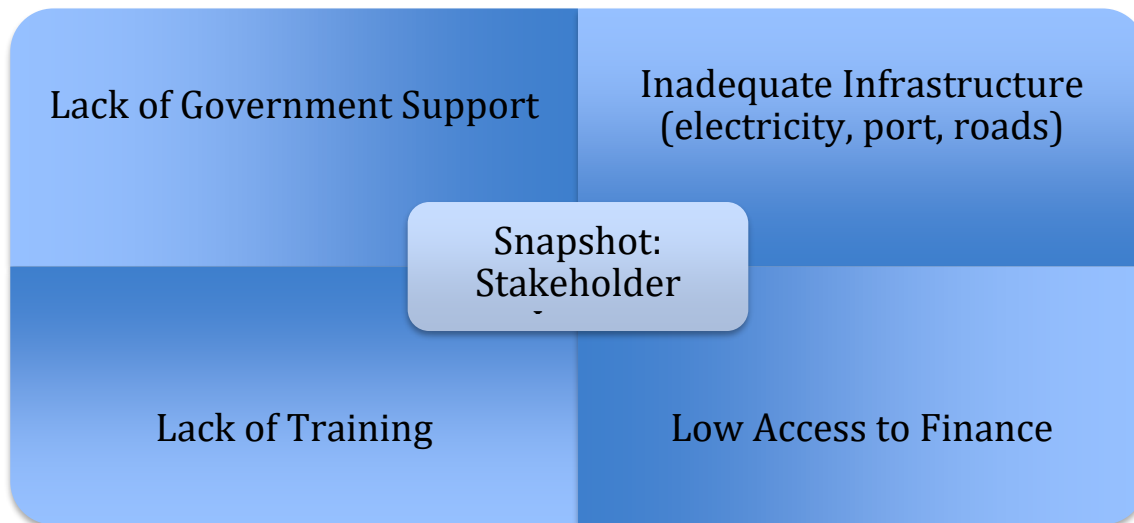 Lack of Government Support
Inadequate Infrastructure
(electricity, port, roads)
Snapshot:
Stakeholder
Lack of Training
Low Access to Finance